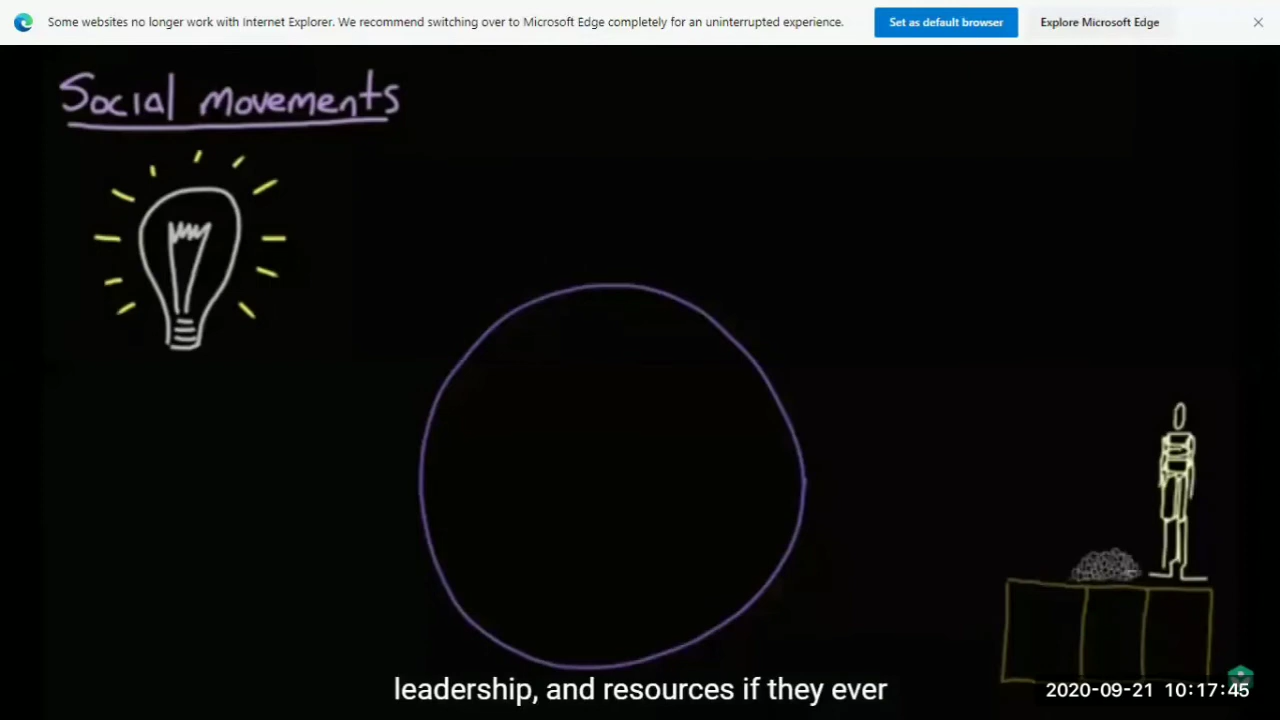 Some websites no longer work with Internet Explorer. We recommend switching over to Microsoft Edge completely for an uninterrupted experience. Set as default browser Explore Microsoft Edge
Social movements
leadership, and resources if they ever
2020-09-21 10:17:45